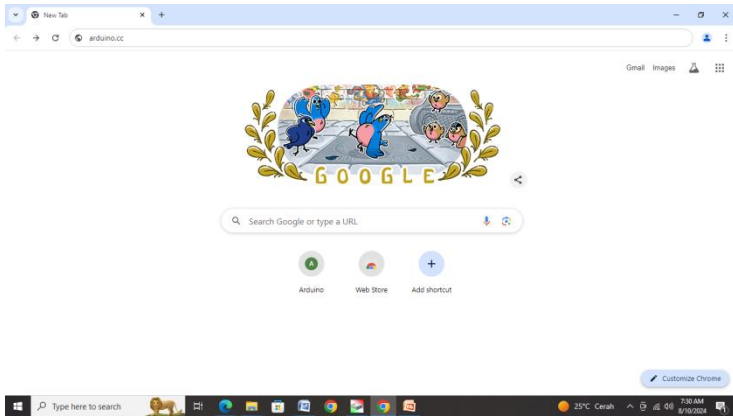 New Tab
arduino.cc
Gmail Images
GOOGLE
Search Google or type a URL
A
Arduino Web Store Add shortcut
Customize Chrome
Type here to search
25°C Cerah
7:30 AM
8/10/2024